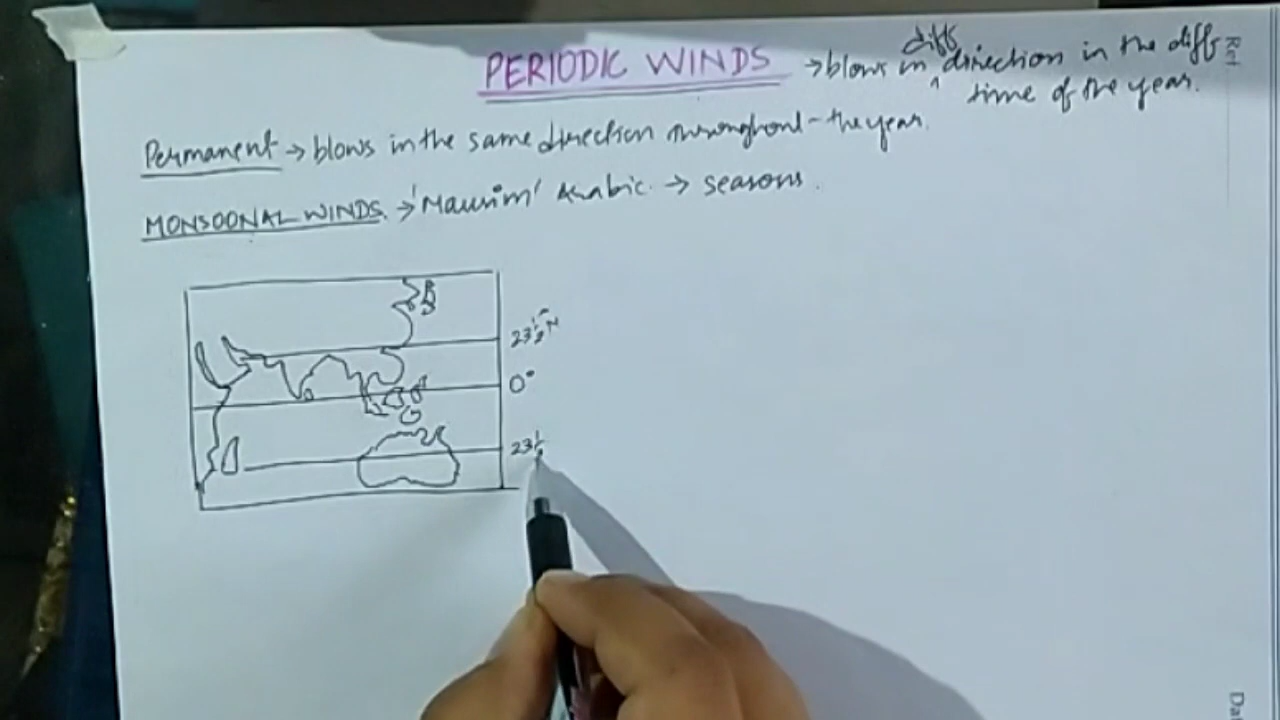 PERIODIC WINDS → blows in diff direction in the diff
time of the year.
Permanent → blows in the same direction throughout the year.
MONSOONAL WINDS → 'Mausim' Arabic → seasons.
23½° N
0°
23½